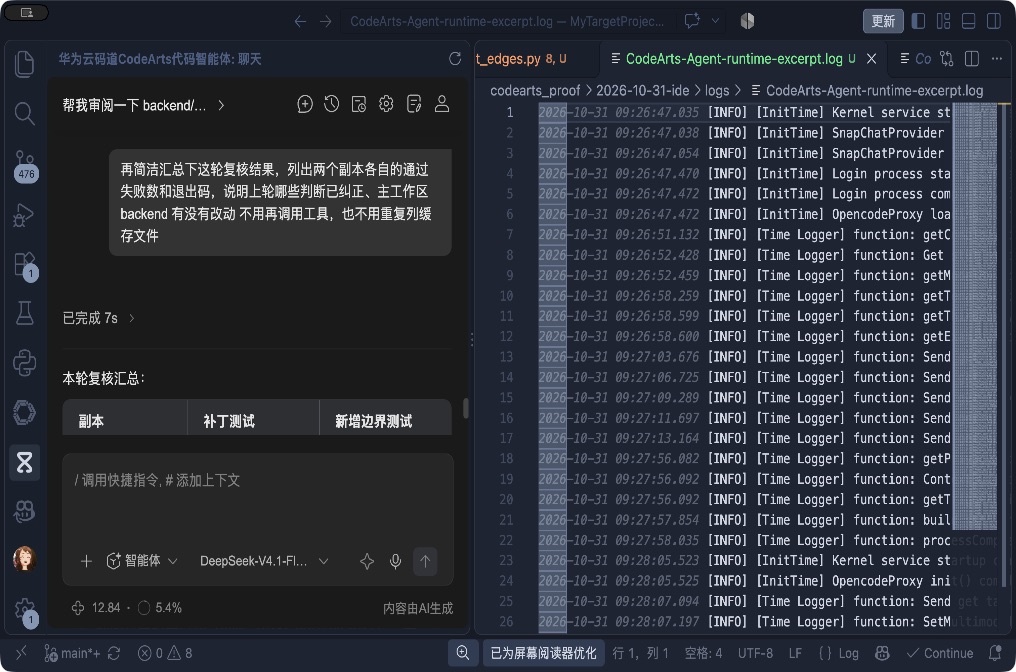 CodeArts-Agent-runtime-excerpt.log — MyTargetProjec...
更新
华为云码道CodeArts代码智能体: 聊天
帮我审阅一下 backend/...
476
1
1
再简洁汇总下这轮复核结果，列出两个副本各自的通过
失败数和退出码，说明上轮哪些判断已纠正、主工作区
backend 有没有改动 不用再调用工具，也不用重复列缓
存文件
已完成 7s
本轮复核汇总：
副本 补丁测试 新增边界测试
/ 调用快捷指令, # 添加上下文
智能体 DeepSeek-V4.1-Fl...
12.84 · 5.4% 内容由AI生成
t_edges.py 8, U CodeArts-Agent-runtime-excerpt.log U Co
codearts_proof > 2026-10-31-ide > logs > CodeArts-Agent-runtime-excerpt.log
1 2026-10-31 09:26:47.035 [INFO] [InitTime] Kernel service st
2 2026-10-31 09:26:47.038 [INFO] [InitTime] SnapChatProvider
3 2026-10-31 09:26:47.054 [INFO] [InitTime] SnapChatProvider
4 2026-10-31 09:26:47.470 [INFO] [InitTime] Login process sta
5 2026-10-31 09:26:47.472 [INFO] [InitTime] Login process com
6 2026-10-31 09:26:47.472 [INFO] [InitTime] OpencodeProxy loa
7 2026-10-31 09:26:51.132 [INFO] [Time Logger] function: getC
8 2026-10-31 09:26:52.428 [INFO] [Time Logger] function: Get
9 2026-10-31 09:26:52.459 [INFO] [Time Logger] function: getM
10 2026-10-31 09:26:58.259 [INFO] [Time Logger] function: getT
11 2026-10-31 09:26:58.599 [INFO] [Time Logger] function: getT
12 2026-10-31 09:26:58.600 [INFO] [Time Logger] function: getE
13 2026-10-31 09:27:03.676 [INFO] [Time Logger] function: Send
14 2026-10-31 09:27:06.725 [INFO] [Time Logger] function: Send
15 2026-10-31 09:27:09.289 [INFO] [Time Logger] function: Send
16 2026-10-31 09:27:11.697 [INFO] [Time Logger] function: Send
17 2026-10-31 09:27:13.164 [INFO] [Time Logger] function: Send
18 2026-10-31 09:27:56.082 [INFO] [Time Logger] function: getP
19 2026-10-31 09:27:56.092 [INFO] [Time Logger] function: Cont
20 2026-10-31 09:27:56.092 [INFO] [Time Logger] function: getT
21 2026-10-31 09:27:57.854 [INFO] [Time Logger] function: buil
22 2026-10-31 09:27:58.035 [INFO] [Time Logger] function: processComp
23 2026-10-31 09:28:05.523 [INFO] [InitTime] Kernel service startup
24 2026-10-31 09:28:05.523 [INFO] [InitTime] OpencodeProxy init() com
25 2026-10-31 09:28:07.094 [INFO] [Time Logger] function: Send get ta
26 2026-10-31 09:28:07.197 [INFO] [Time Logger] function: SetMultimod
main*+ 0 8 已为屏幕阅读器优化 行 1，列 1 空格: 4 UTF-8 LF { } Log Continue